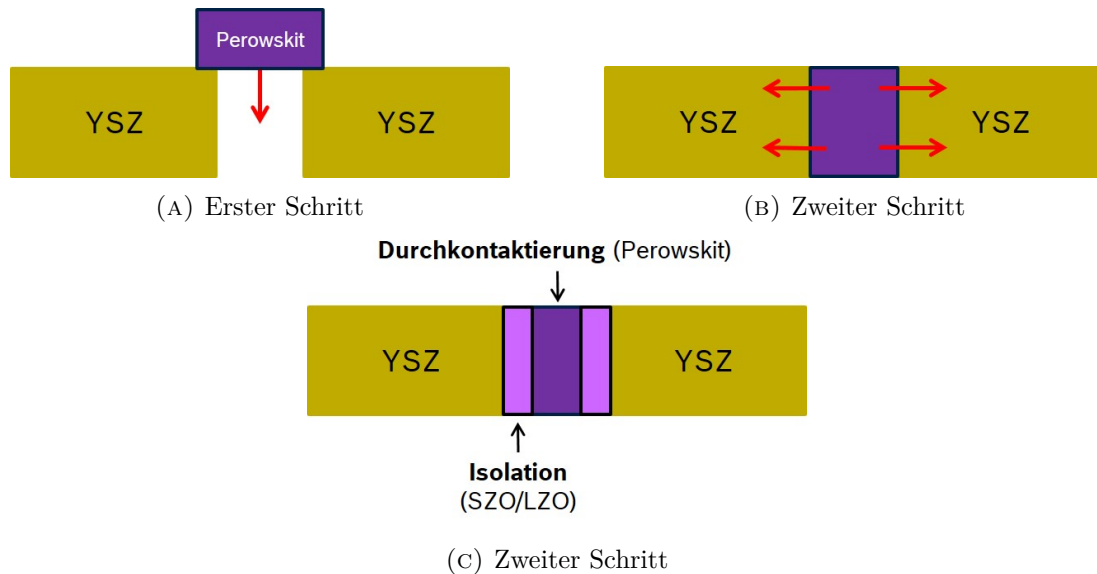 Perowskit
YSZ YSZ
YSZ YSZ
(A) Erster Schritt
(B) Zweiter Schritt
Durchkontaktierung (Perowskit)
YSZ YSZ
Isolation
(SZO/LZO)
(C) Zweiter Schritt